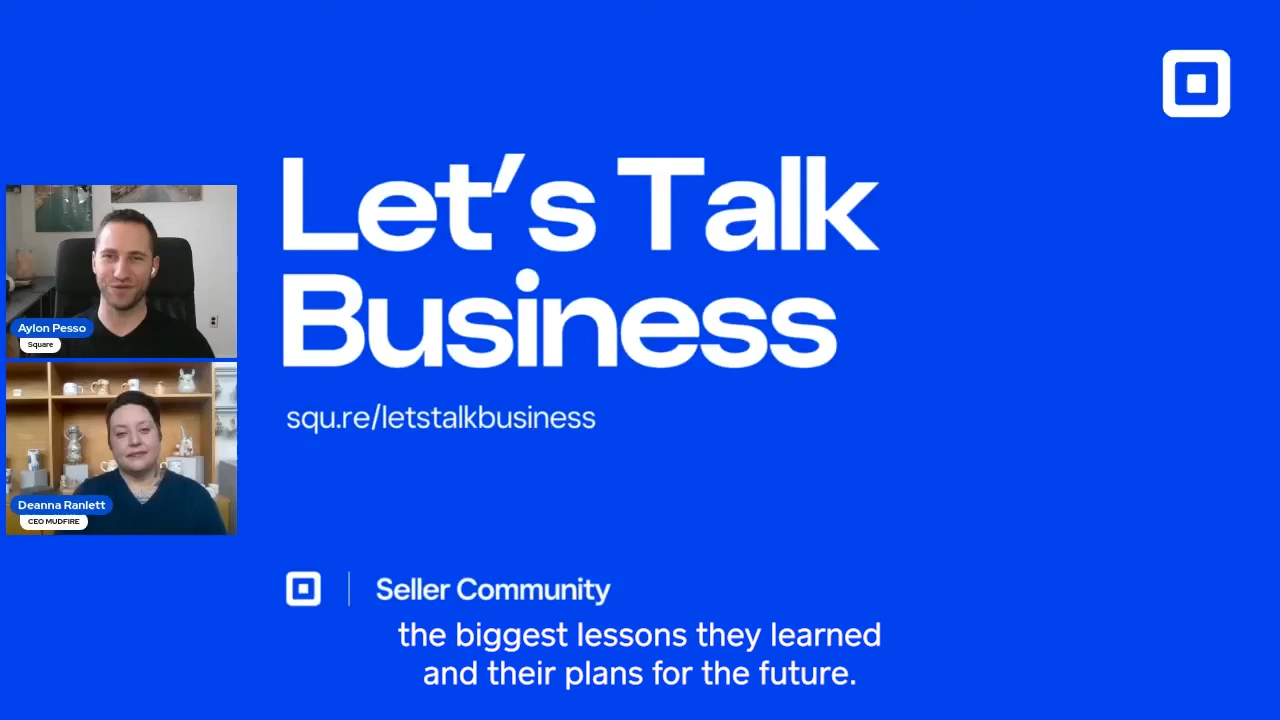 Let's Talk
Business
squ.re/letstalkbusiness
Aylon Pesso
Square
Deanna Ranlett
CEO MUDFIRE
Seller Community
the biggest lessons they learned
and their plans for the future.